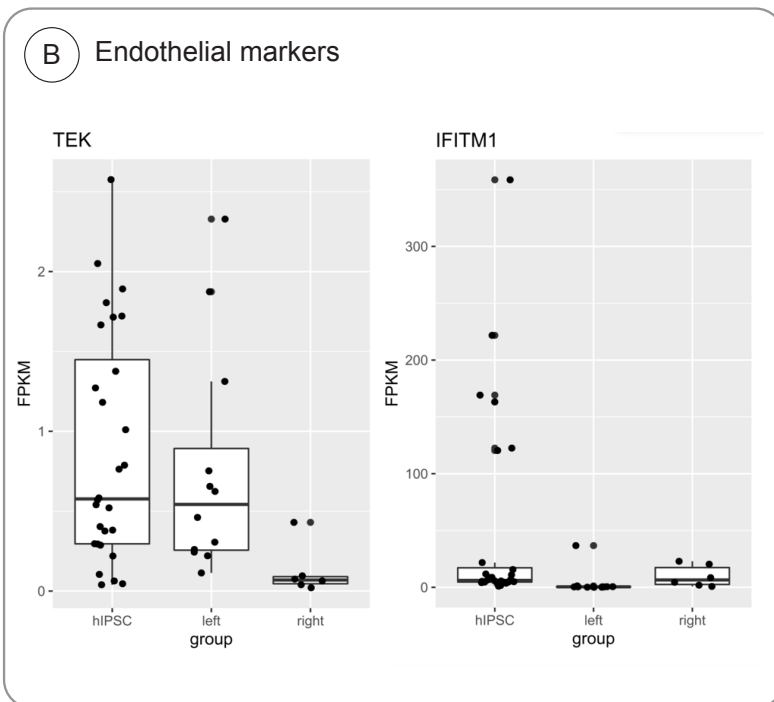 B Endothelial markers
TEK
FPKM
2
1
0
hIPSC left right
group
IFITM1
FPKM
300
200
100
0
hIPSC left right
group